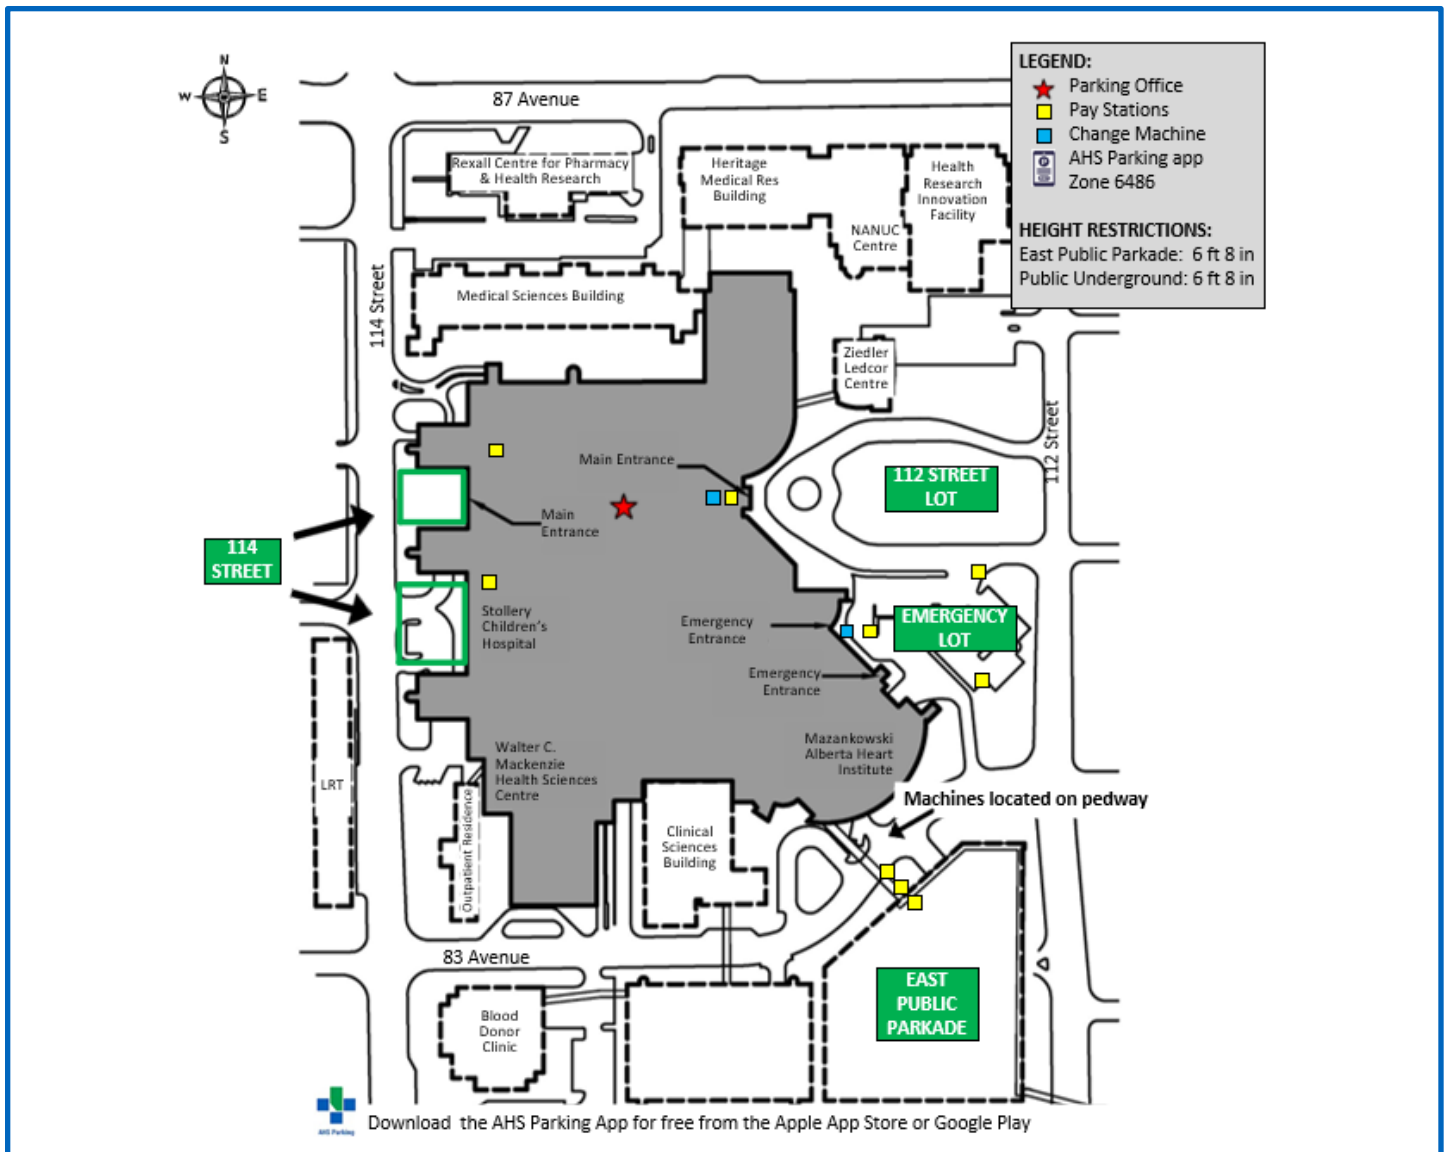 N
W
E
S
87 Avenue
LEGEND:
Parking Office
Pay Stations
Change Machine
AHS Parking app
Zone 6486
HEIGHT RESTRICTIONS:
East Public Parkade: 6 ft 8 in
Public Underground: 6 ft 8 in
Rexall Centre for Pharmacy
& Health Research
Heritage
Medical Res
Building
Health
Research
Innovation
Facility
NANUC
Centre
114 Street
Medical Sciences Building
Ziedler
Ledcor
Centre
112 Street
Main Entrance
112 STREET
LOT
Main
Entrance
114
STREET
Stollery
Children's
Hospital
Emergency
Entrance
EMERGENCY
LOT
Emergency
Entrance
Walter C.
Mackenzie
Health Sciences
Centre
Mazankowski
Alberta Heart
Institute
LRT
Outpatient Residence
Machines located on pedway
Clinical
Sciences
Building
83 Avenue
EAST
PUBLIC
PARKADE
Blood
Donor
Clinic
AHS Parking
Download the AHS Parking App for free from the Apple App Store or Google Play